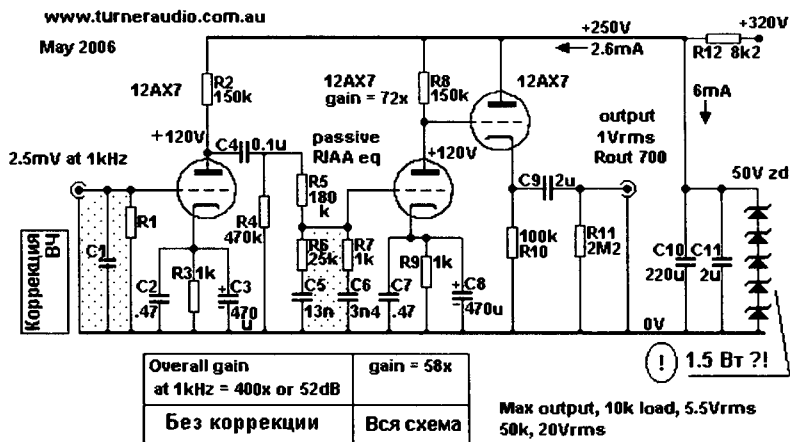 www.turneraudio.com.au
May 2006
+250V
2.6mA
+320V
R12 8k2
6mA
12AX7
R2
150k
12AX7
gain = 72x
R8
150k
12AX7
output
1Vrms
Rout 700
+120V
C4 0.1u
passive
RIAA eq
+120V
2.5mV at 1kHz
50V zd
R5
180
k
C9 2u
R1
R4
470k
R6
25k
R7
1k
100k
R10
R11
2M2
Коррекция
ВЧ
C1
C2
.47
R3 1k
C3
470
u
C5
13n
C6
3n4
C7
.47
R9 1k
C8
470u
C10
220u
C11
2u
0V
! 1.5 Вт ?!
Overall gain
at 1kHz = 400x or 52dB
gain = 58x
Без коррекции
Вся схема
Max output, 10k load, 5.5Vrms
50k, 20Vrms